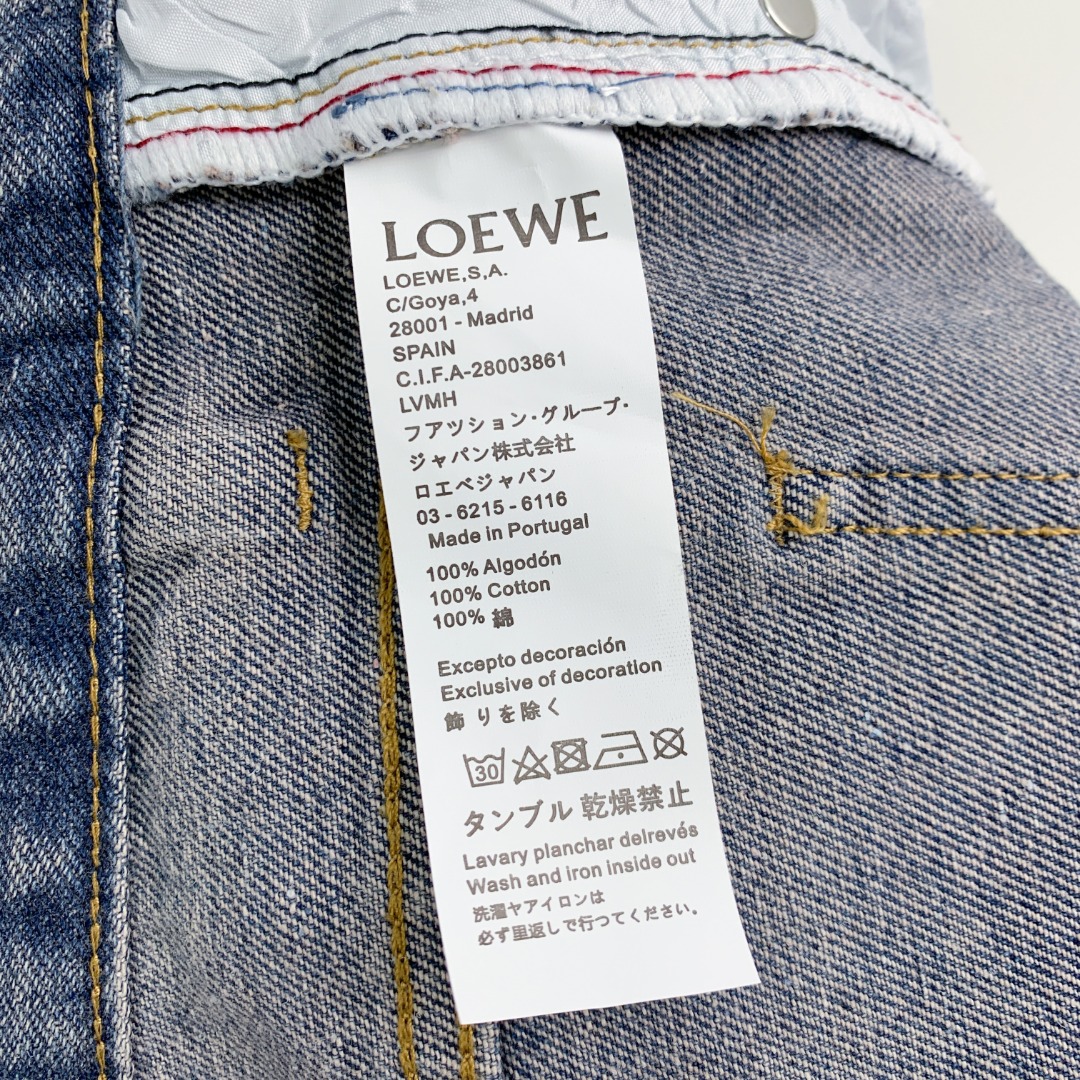 LOEWE
LOEWE,S,A.
C/Goya,4
28001 - Madrid
SPAIN
C.I.F.A-28003861
LVMH
フアツション·グループ·
ジャパン株式会社
ロエベジャパン
03 - 6215 - 6116
Made in Portugal
100% Algodón
100% Cotton
100% 綿
Excepto decoración
Exclusive of decoration
飾 りを除く
30
タンブル 乾燥禁止
Lavary planchar delrevés
Wash and iron inside out
洗濯ヤアイロンは
必ず里返しで行つてください。